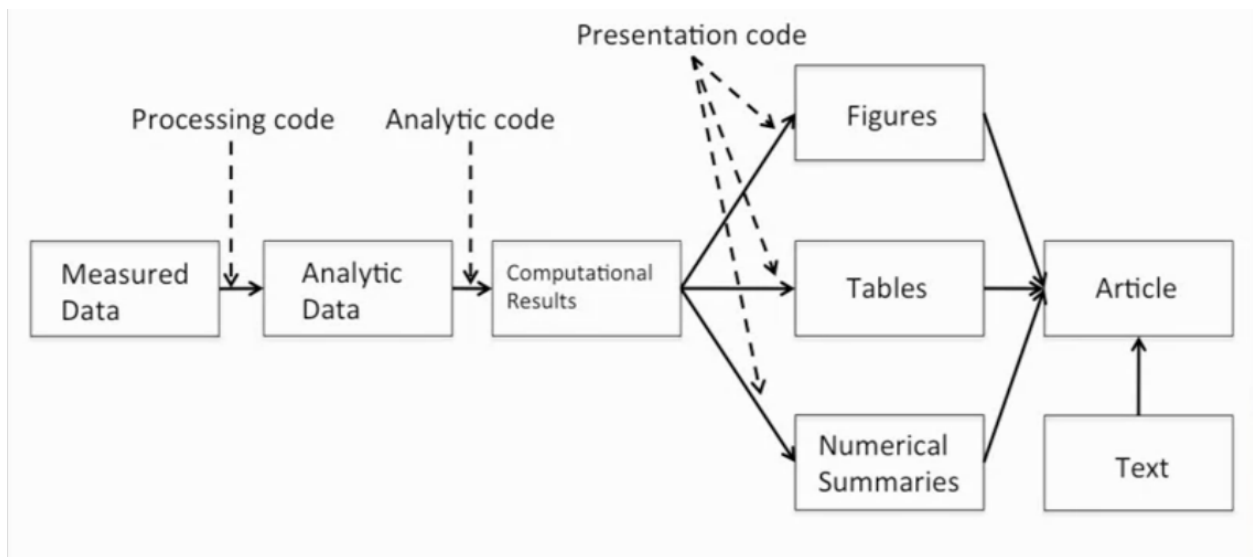 Presentation code
Processing code
Analytic code
Figures
Measured
Data
Analytic
Data
Computational
Results
Tables
Article
Numerical
Summaries
Text